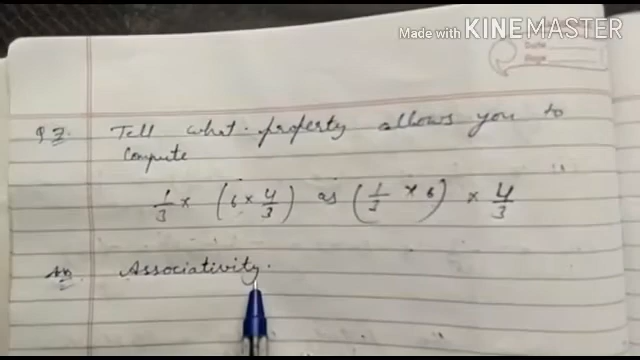 Made with KINEMASTER
Date
Page
Q 7. Tell what property allows you to
compute
1/3 × (6 × 4/3) as (1/3 × 6) × 4/3
Ans Associativity.